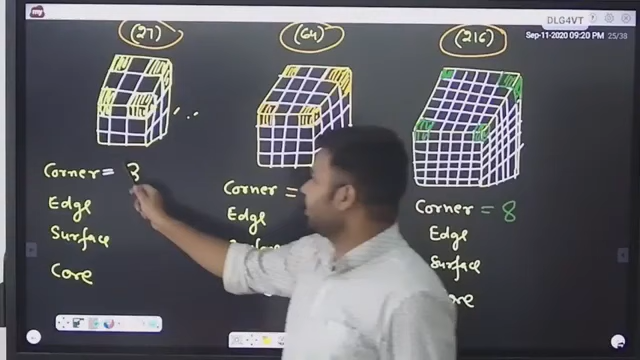 DLG4VT
Sep-11-2020 09:20 PM 25/38
(27)
(64)
(216)
Corner = 8
Edge
Surface
Core
Corner =
Edge
Corner = 8
Edge
Surface